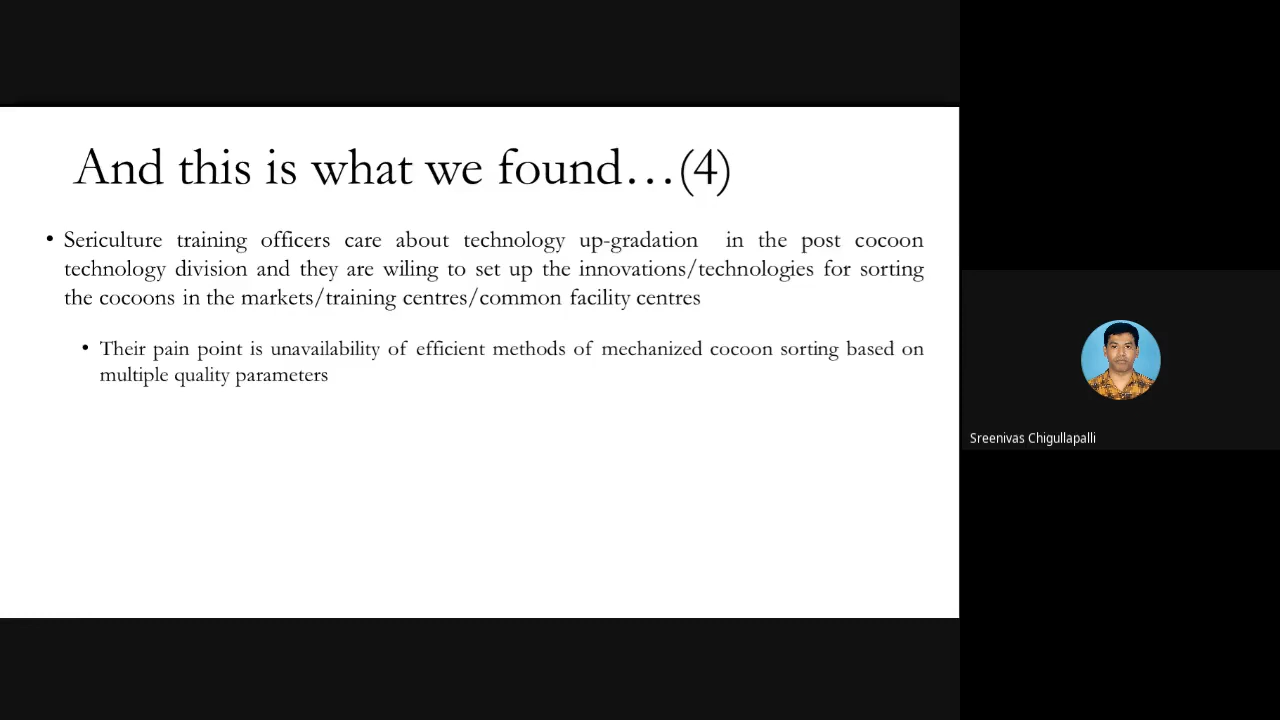 And this is what we found…(4)
• Sericulture training officers care about technology up-gradation in the post cocoon
technology division and they are wiling to set up the innovations/technologies for sorting
the cocoons in the markets/training centres/common facility centres
• Their pain point is unavailability of efficient methods of mechanized cocoon sorting based on
multiple quality parameters
Sreenivas Chigullapalli